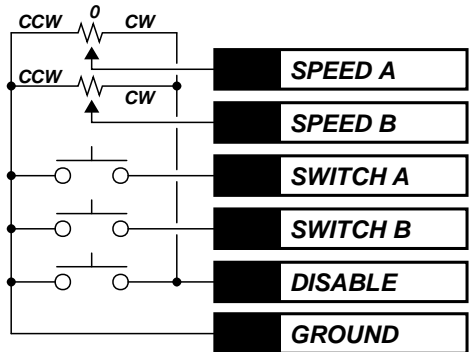 0
CCW CW
SPEED A
CCW CW
SPEED B
SWITCH A
SWITCH B
DISABLE
GROUND